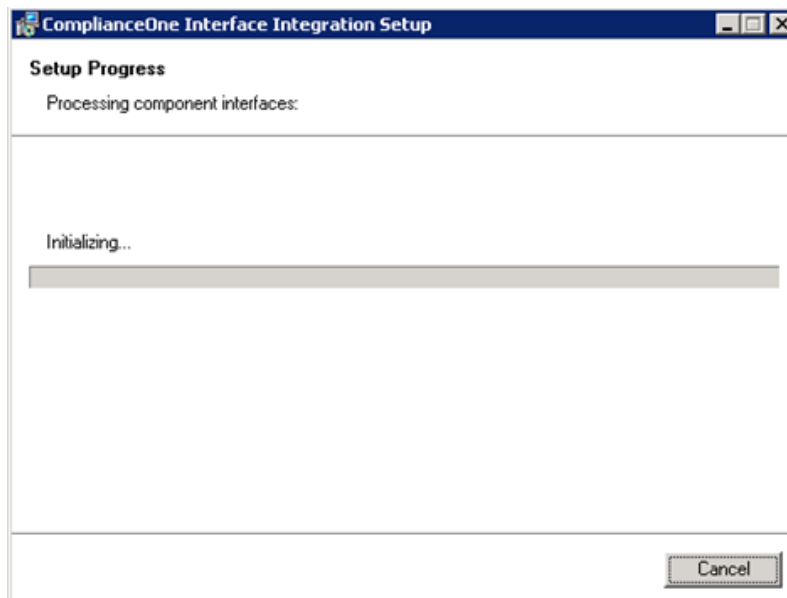 ComplianceOne Interface Integration Setup
Setup Progress
Processing component interfaces:
Initializing...
Cancel